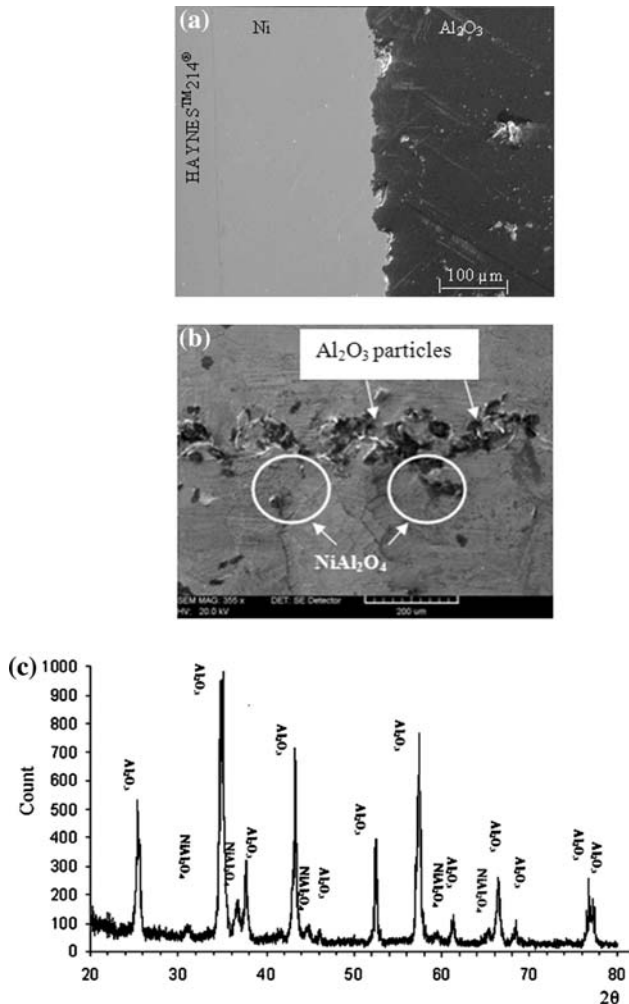 (a)
Ni
Al₂O₃
HAYNES™214®
100 µm
(b)
Al₂O₃ particles
NiAl₂O₄
SEM MAG: 355 x
DET: SE Detector
HV: 20.0 kV
200 um
(c)
Count
1000
900
800
700
600
500
400
300
200
100
0
Al₂O₃
NiAl₂O₄
Al₂O₃
NiAl₂O₄
Al₂O₃
Al₂O₃
NiAl₂O₄
Al₂O₃
Al₂O₃
Al₂O₃
NiAl₂O₄
Al₂O₃
NiAl₂O₄
Al₂O₃
Al₂O₃
Al₂O₃
Al₂O₃
20
30
40
50
60
70
80
2θ